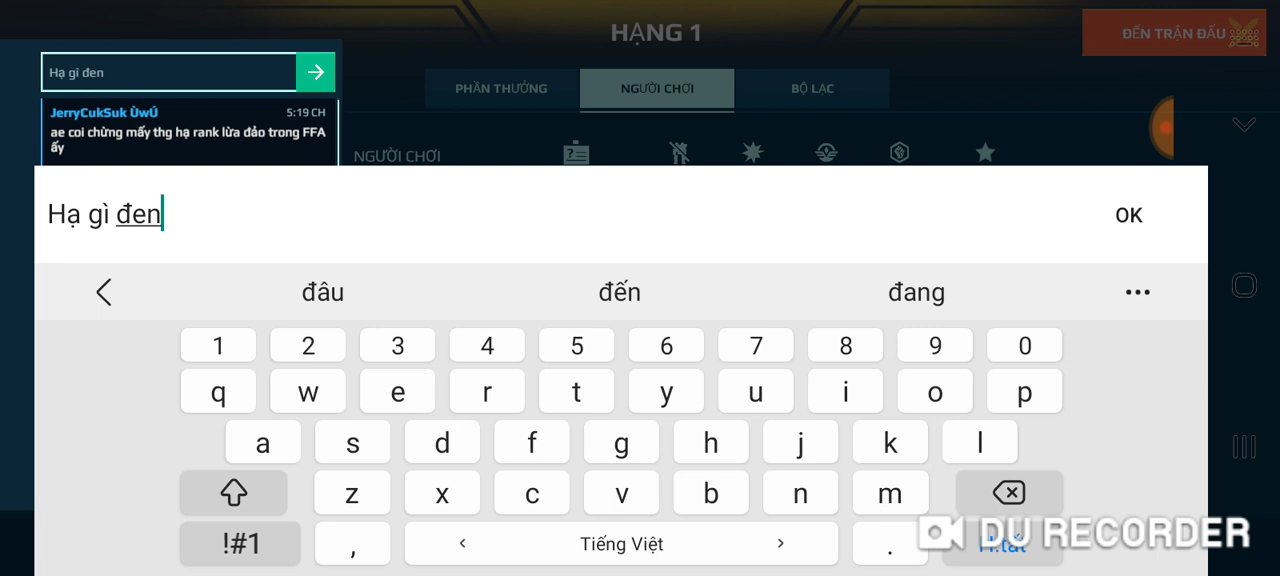 HẠNG 1
ĐẾN TRẬN ĐẤU
Hạ gì đen
PHẦN THƯỞNG
NGƯỜI CHƠI
BỘ LẠC
JerryCukSuk ÙwÚ
5:19 CH
ae coi chừng mấy thg hạ rank lừa đảo trong FFA
ấy
NGƯỜI CHƠI
Hạ gì đen
OK
đâu
đến
đang
1 2 3 4 5 6 7 8 9 0
q w e r t y u i o p
a s d f g h j k l
z x c v b n m
!#1 , Tiếng Việt . H.tất
DU RECORDER